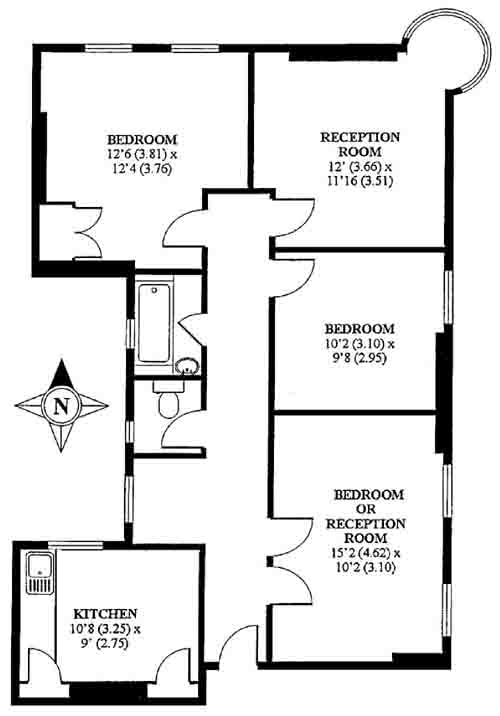 BEDROOM
12'6 (3.81) x
12'4 (3.76)
RECEPTION
ROOM
12' (3.66) x
11'16 (3.51)
BEDROOM
10'2 (3.10) x
9'8 (2.95)
N
BEDROOM
OR
RECEPTION
ROOM
15'2 (4.62) x
10'2 (3.10)
KITCHEN
10'8 (3.25) x
9' (2.75)